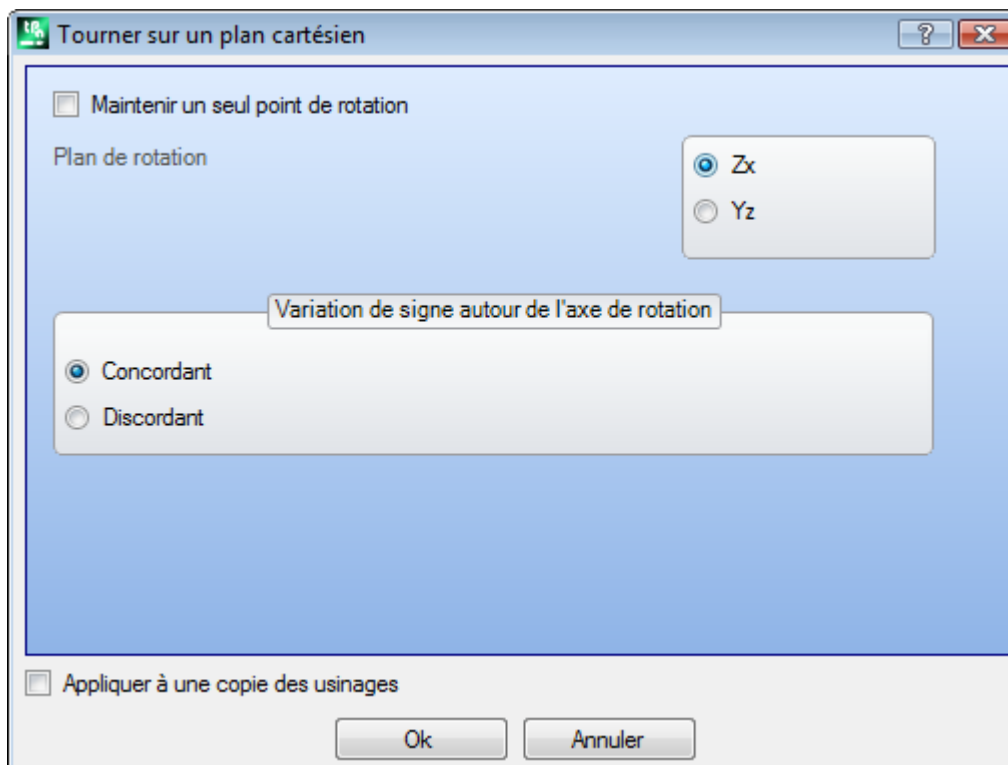 Tourner sur un plan cartésien
Maintenir un seul point de rotation
Plan de rotation
Zx
Yz
Variation de signe autour de l'axe de rotation
Concordant
Discordant
Appliquer à une copie des usinages
Ok
Annuler